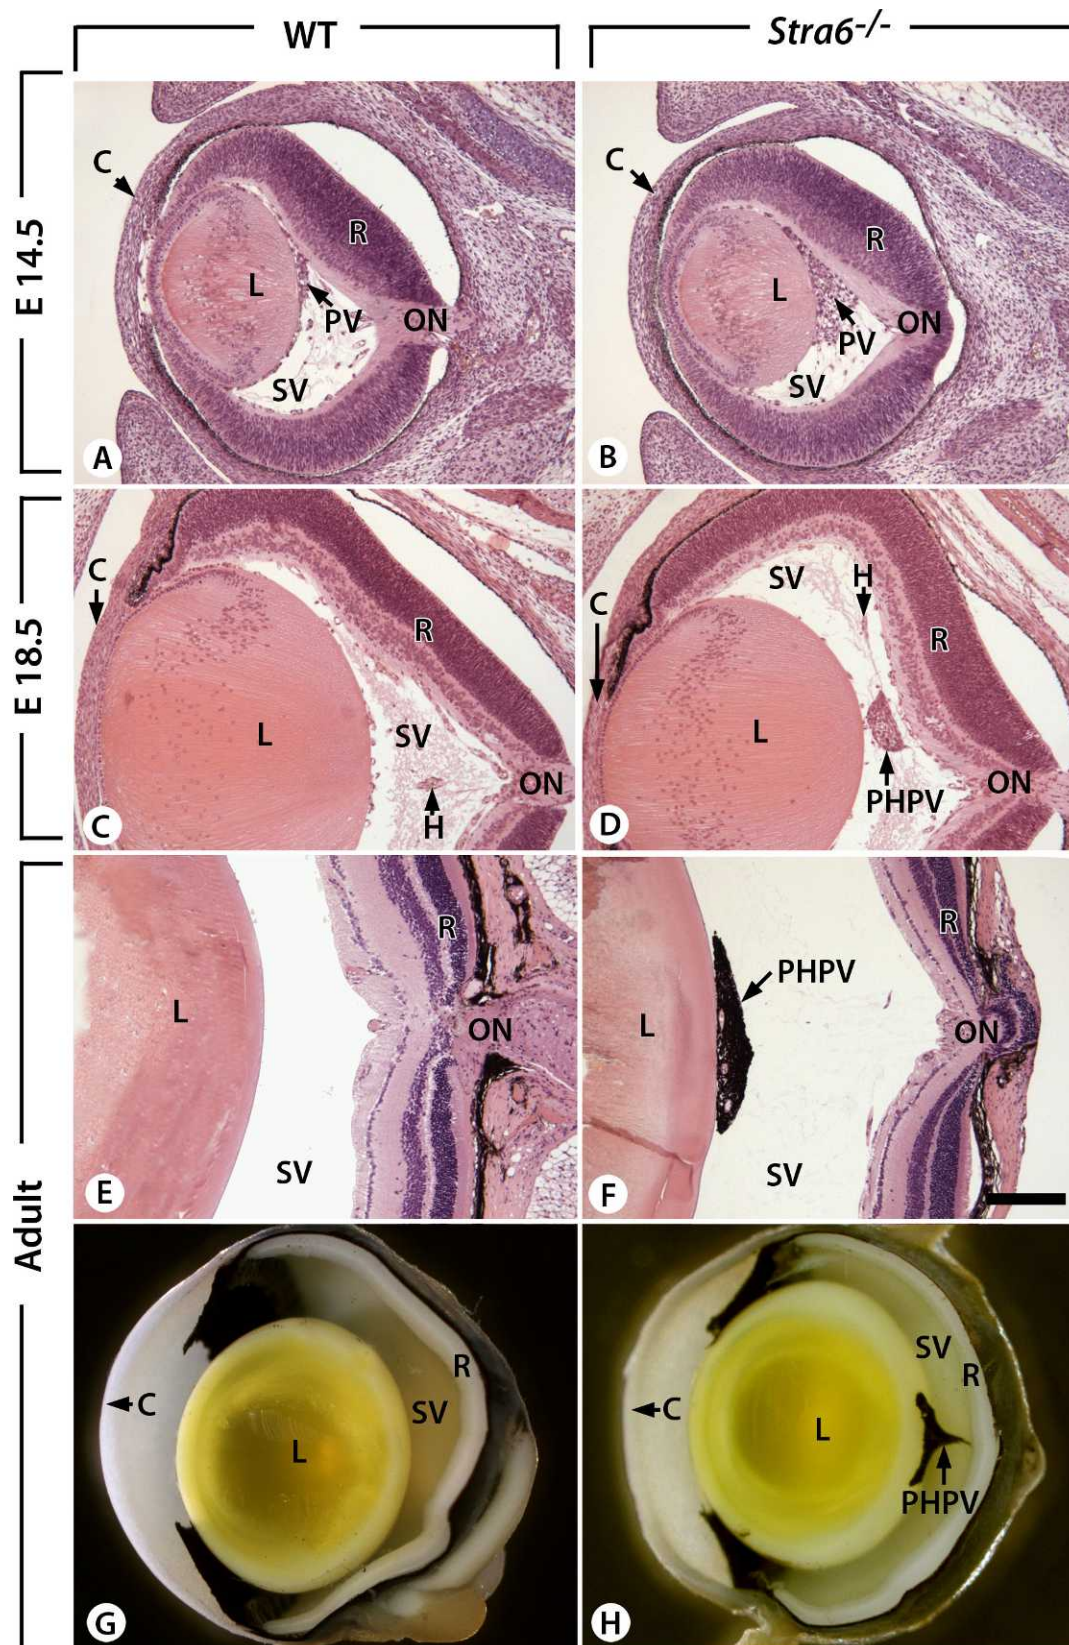 WT
Stra6-/-
E 14.5
C
R
L
PV
ON
SV
A
C
R
L
PV
ON
SV
B
E 18.5
C
R
SV
L
ON
H
C
SV
H
C
R
L
ON
PHPV
D
Adult
R
L
ON
SV
E
R
PHPV
L
ON
SV
F
R
C
SV
L
G
SV
R
C
L
PHPV
H